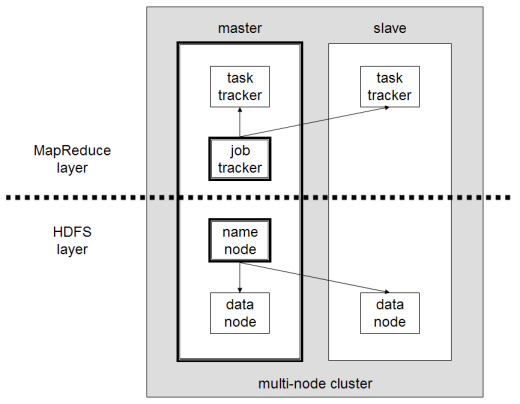 master
slave
task
tracker
task
tracker
MapReduce
layer
job
tracker
HDFS
layer
name
node
data
node
data
node
multi-node cluster